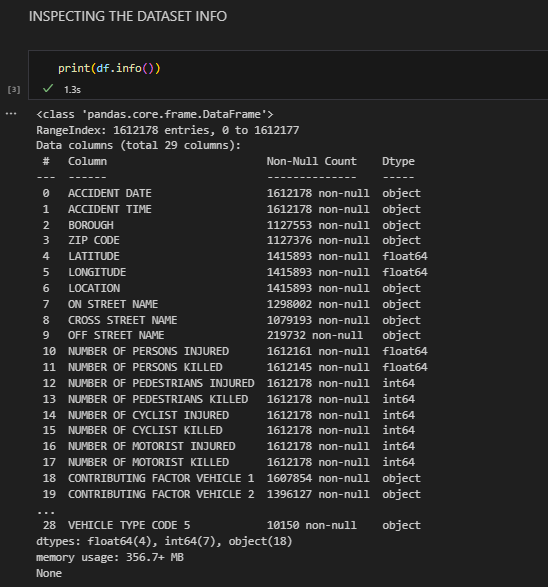 INSPECTING THE DATASET INFO
print(df.info())
[3] ✓ 1.3s
... <class 'pandas.core.frame.DataFrame'>
RangeIndex: 1612178 entries, 0 to 1612177
Data columns (total 29 columns):
 #   Column                         Non-Null Count    Dtype
---  ------                         --------------    -----
 0   ACCIDENT DATE                  1612178 non-null  object
 1   ACCIDENT TIME                  1612178 non-null  object
 2   BOROUGH                        1127553 non-null  object
 3   ZIP CODE                       1127376 non-null  object
 4   LATITUDE                       1415893 non-null  float64
 5   LONGITUDE                      1415893 non-null  float64
 6   LOCATION                       1415893 non-null  object
 7   ON STREET NAME                 1298002 non-null  object
 8   CROSS STREET NAME              1079193 non-null  object
 9   OFF STREET NAME                219732 non-null   object
 10  NUMBER OF PERSONS INJURED      1612161 non-null  float64
 11  NUMBER OF PERSONS KILLED       1612145 non-null  float64
 12  NUMBER OF PEDESTRIANS INJURED  1612178 non-null  int64
 13  NUMBER OF PEDESTRIANS KILLED   1612178 non-null  int64
 14  NUMBER OF CYCLIST INJURED      1612178 non-null  int64
 15  NUMBER OF CYCLIST KILLED       1612178 non-null  int64
 16  NUMBER OF MOTORIST INJURED     1612178 non-null  int64
 17  NUMBER OF MOTORIST KILLED      1612178 non-null  int64
 18  CONTRIBUTING FACTOR VEHICLE 1  1607854 non-null  object
 19  CONTRIBUTING FACTOR VEHICLE 2  1396127 non-null  object
...
 28  VEHICLE TYPE CODE 5            10150 non-null    object
dtypes: float64(4), int64(7), object(18)
memory usage: 356.7+ MB
None